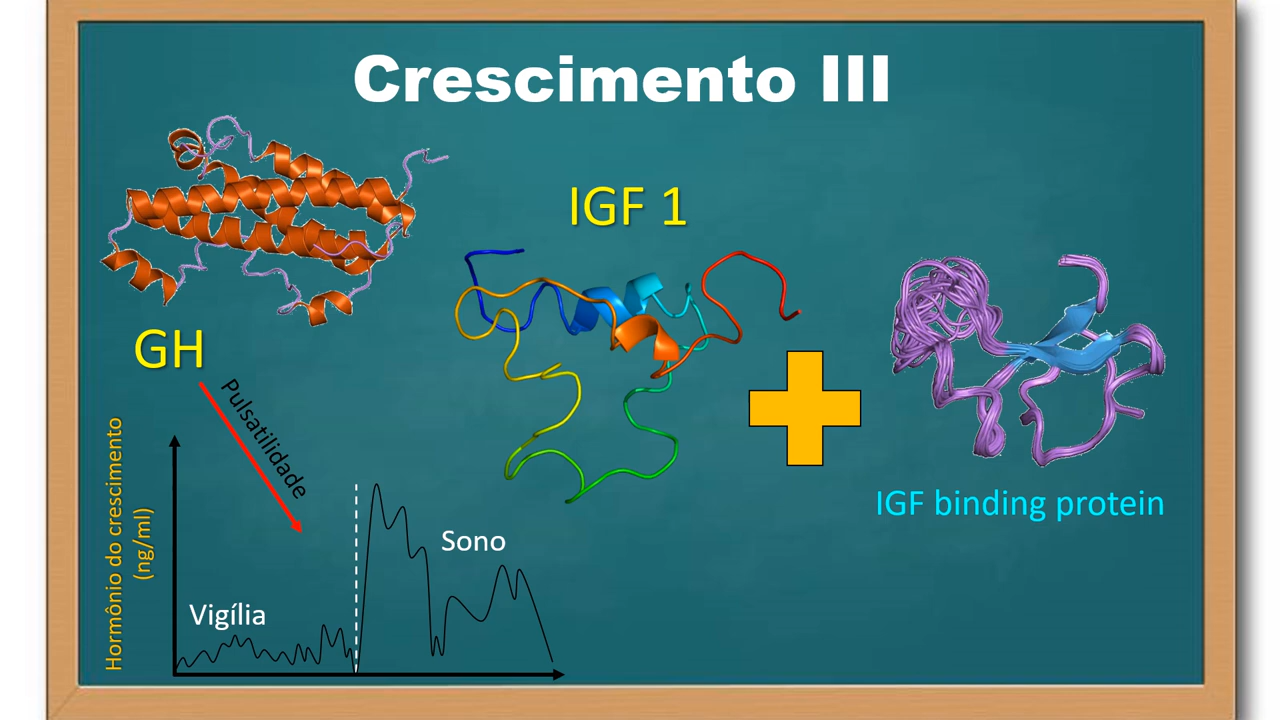 Crescimento III
IGF 1
GH
Pulsatilidade
IGF binding protein
Hormônio do crescimento
(ng/ml)
Vigília
Sono